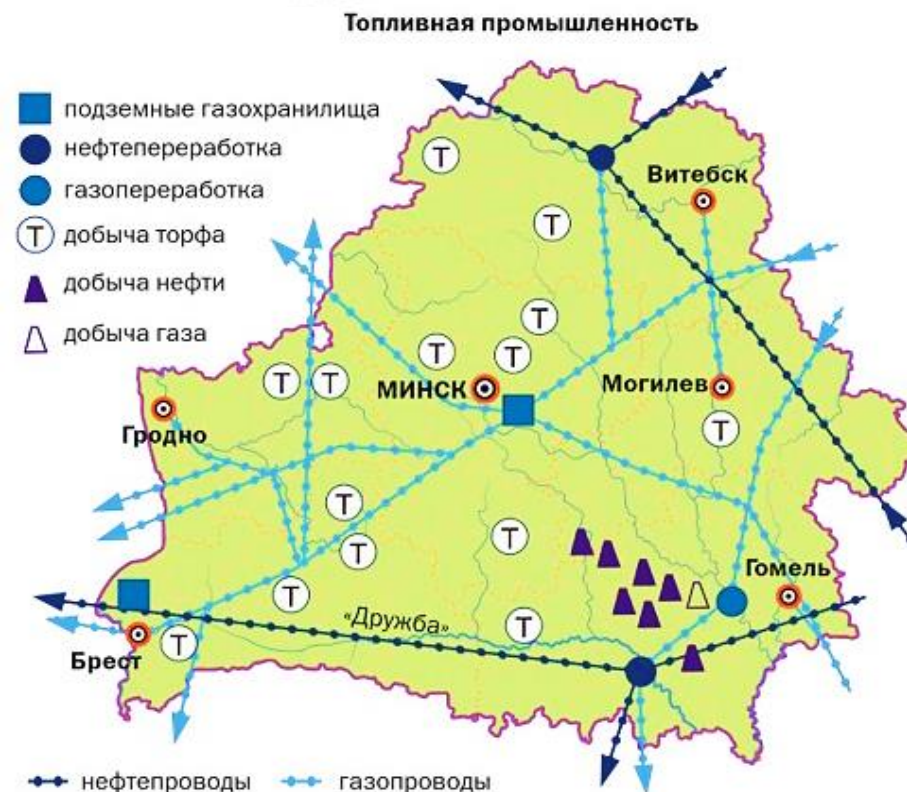 Топливная промышленность
подземные газохранилища
нефтепереработка
газопереработка
Т добыча торфа
добыча нефти
добыча газа
Т
Витебск
Т
Т
Т
Т
Т
Т
МИНСК
Могилев
Гродно
Т
Т
Т
Т
Гомель
Т
«Дружба»
Т
Брест
Т
нефтепроводы
газопроводы